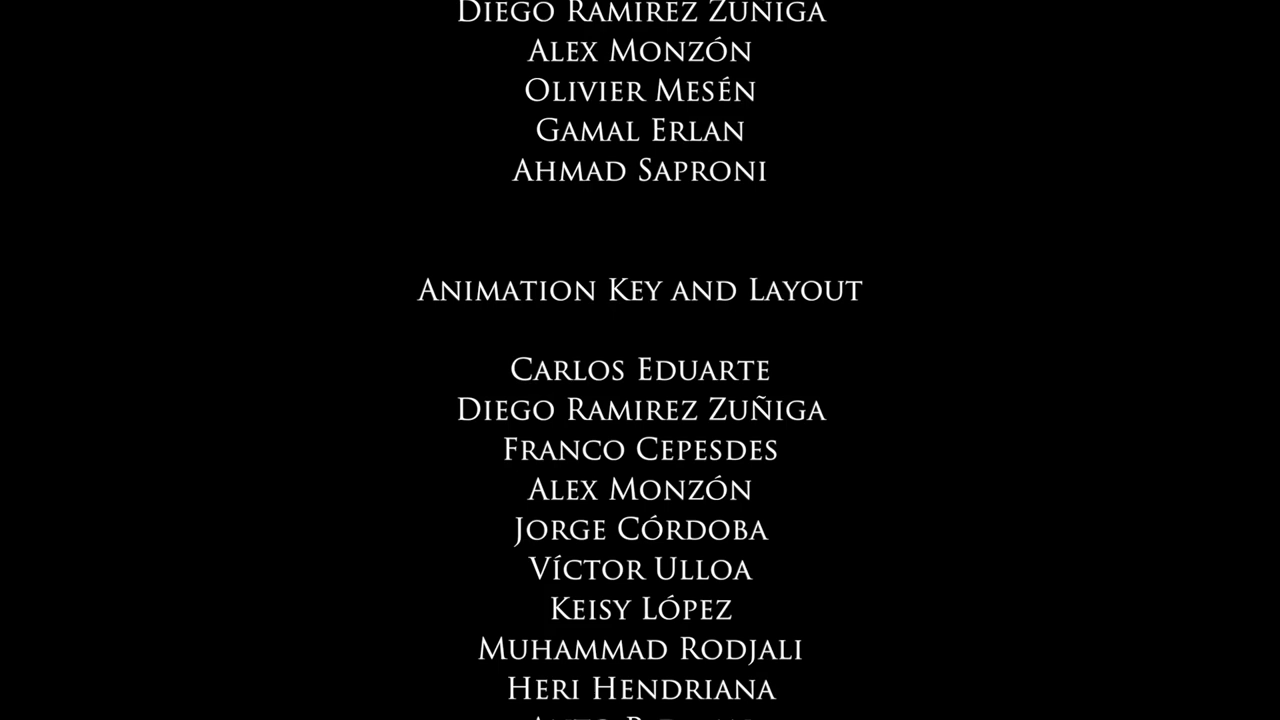 Diego Ramirez Zuñiga
Alex Monzón
Olivier Mesén
Gamal Erlan
Ahmad Saproni
Animation Key and Layout
Carlos Eduarte
Diego Ramirez Zuñiga
Franco Cepesdes
Alex Monzón
Jorge Córdoba
Víctor Ulloa
Keisy López
Muhammad Rodjali
Heri Hendriana